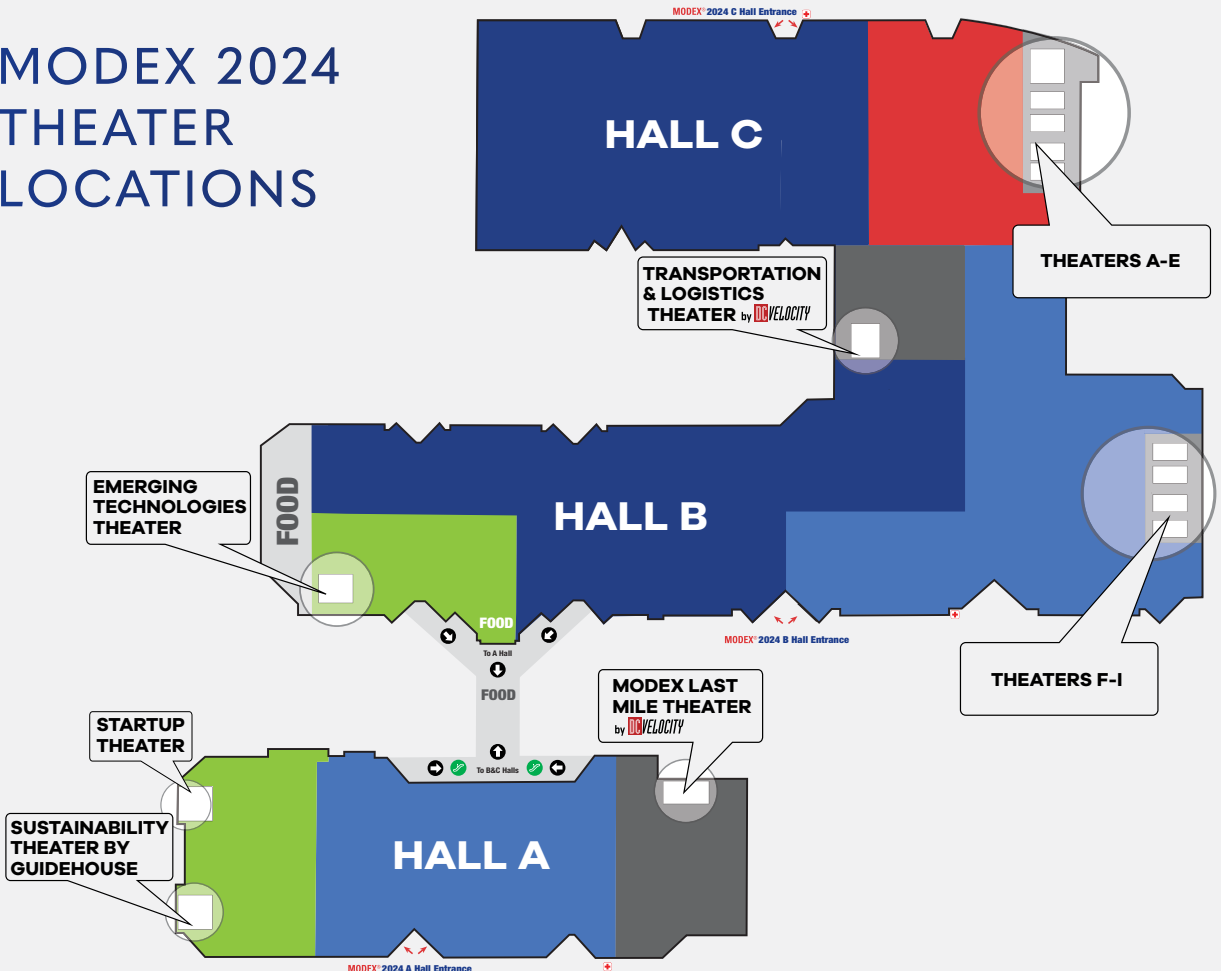 MODEX® 2024 C Hall Entrance
MODEX 2024
THEATER
LOCATIONS
HALL C
THEATERS A-E
TRANSPORTATION
& LOGISTICS
THEATER by DC VELOCITY
EMERGING
TECHNOLOGIES
THEATER
FOOD
HALL B
FOOD
To A Hall
FOOD
MODEX® 2024 B Hall Entrance
THEATERS F-I
MODEX LAST
MILE THEATER
by DC VELOCITY
STARTUP
THEATER
To B&C Halls
SUSTAINABILITY
THEATER BY
GUIDEHOUSE
HALL A
MODEX® 2024 A Hall Entrance